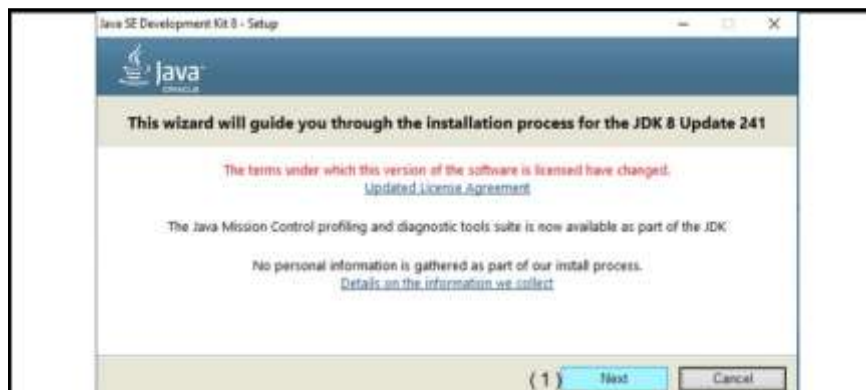 Java SE Development Kit 8 - Setup
Java
ORACLE
This wizard will guide you through the installation process for the JDK 8 Update 241
The terms under which this version of the software is licensed have changed.
Updated License Agreement
The Java Mission Control profiling and diagnostic tools suite is now available as part of the JDK
No personal information is gathered as part of our install process.
Details on the information we collect
(1) Next Cancel